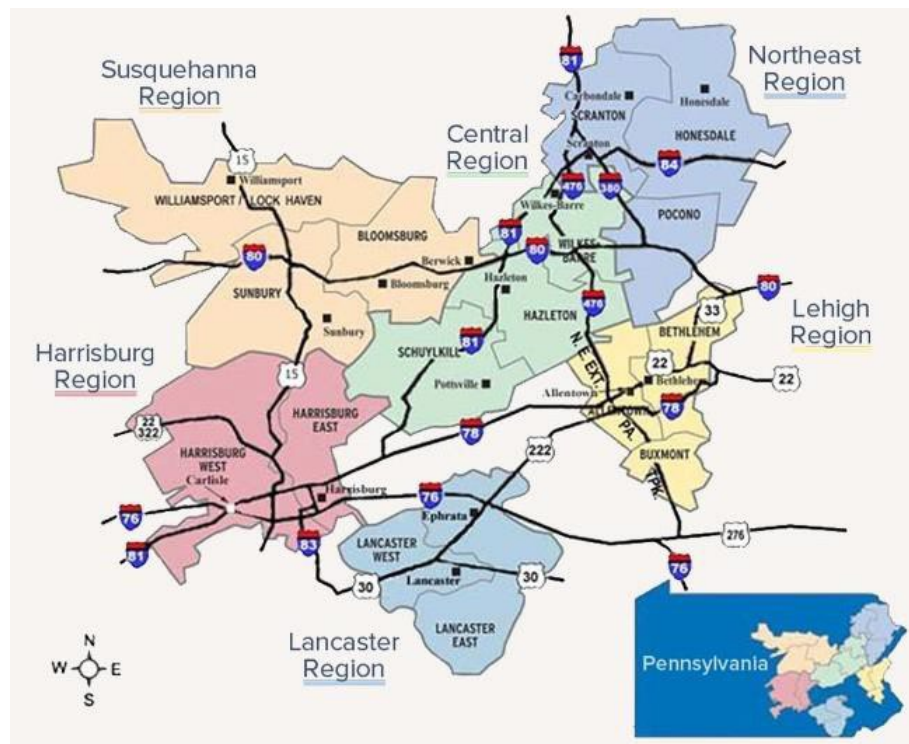 Susquehanna
Region
Northeast
Region
Central
Region
Lehigh
Region
Harrisburg
Region
Lancaster
Region
81
Carbondale
SCRANTON
Honesdale
HONESDALE
Scranton
84
476
380
15
Williamsport
WILLIAMSPORT / LOCK HAVEN
Wilkes-Barre
POCONO
BLOOMSBURG
81
80
WILKES-
BARRE
80
Berwick
Hazleton
Bloomsburg
SUNBURY
HAZLETON
476
80
33
Sunbury
BETHLEHEM
81
SCHUYLKILL
N. E. EXT.
22
22
15
Pottsville
Allentown
Bethlehem
ALLENTOWN
78
HARRISBURG
EAST
22
322
78
PA.
222
BUXMONT
HARRISBURG
WEST
Carlisle
TPK.
Harrisburg
76
76
Ephrata
276
81
83
LANCASTER
WEST
76
30
Lancaster
30
LANCASTER
EAST
N
W
E
S
Pennsylvania